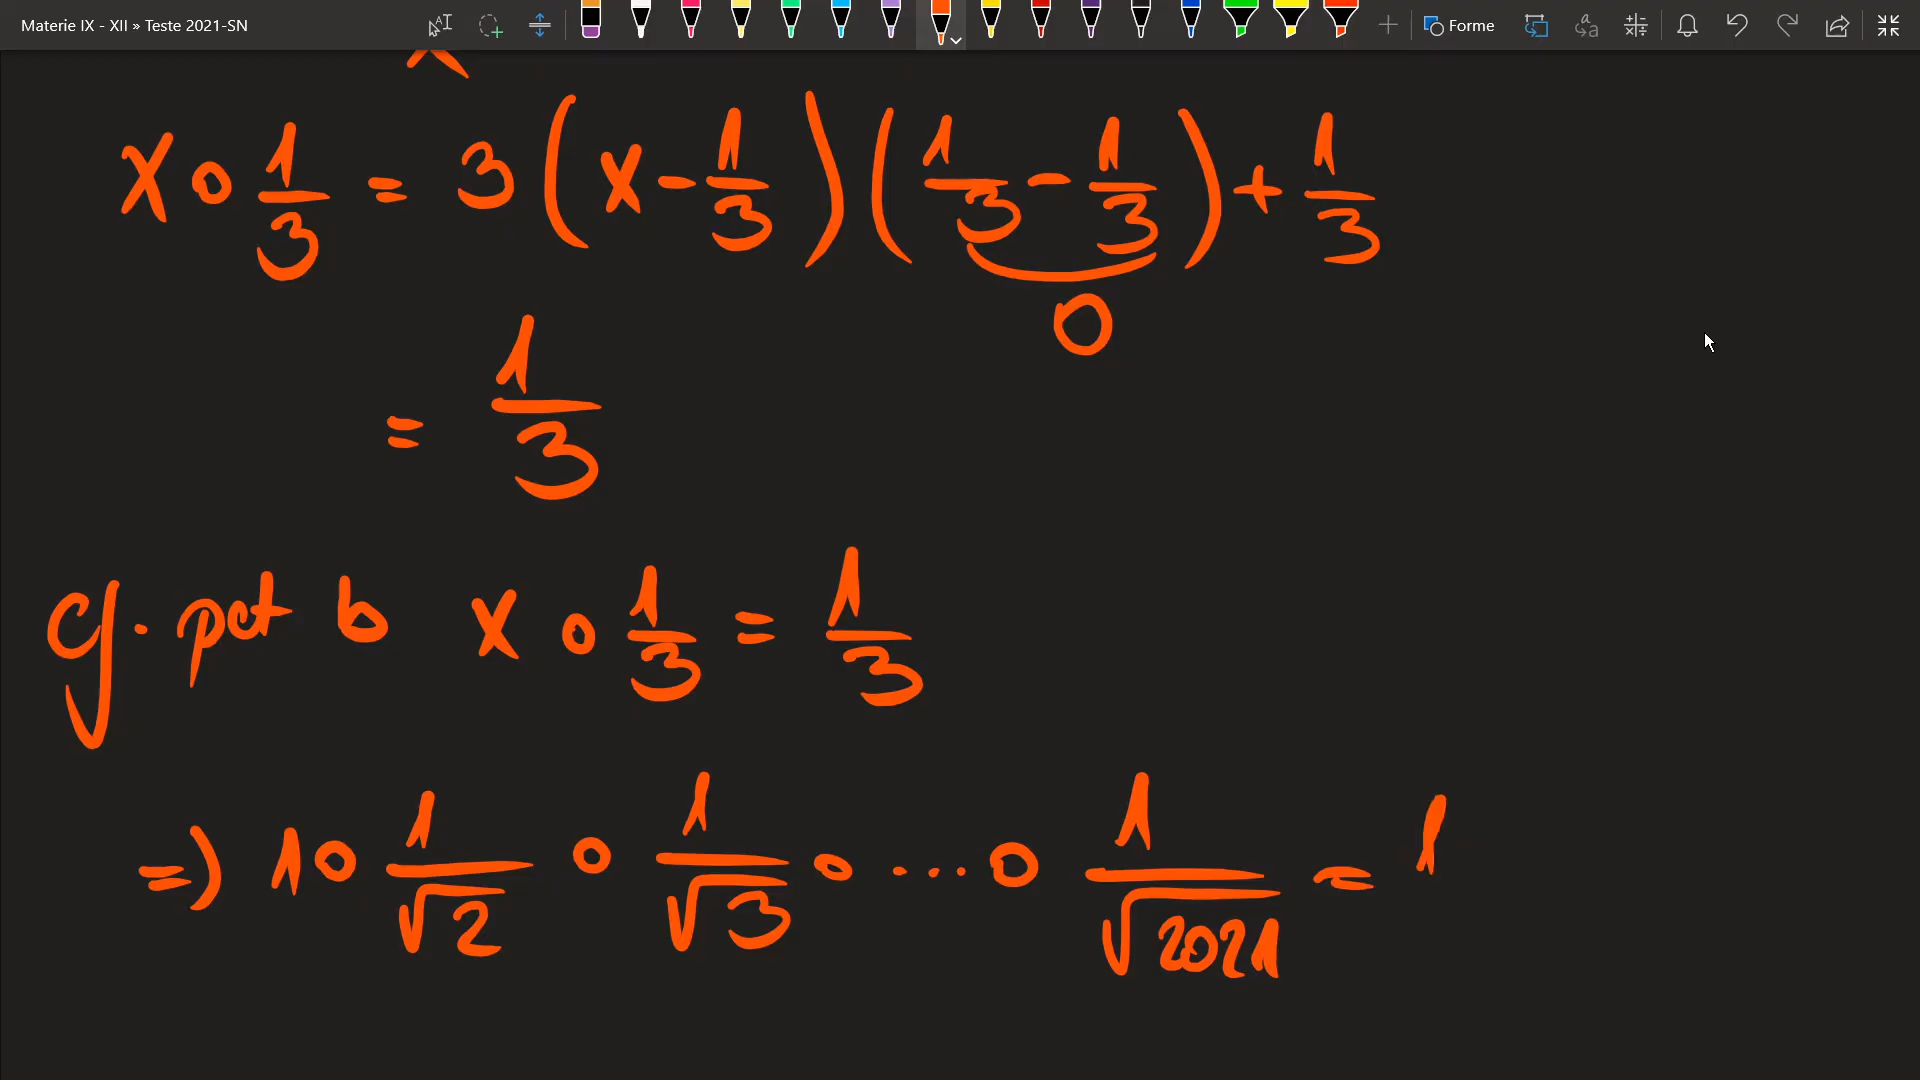 Materie IX - XII » Teste 2021-SN
Forme
x o 1/3 = 3 (x - 1/3) (1/3 - 1/3) + 1/3
0
= 1/3
Cf. pct b x o 1/3 = 1/3
=> 1 o 1/√2 o 1/√3 o ... o 1/√2021 = 1